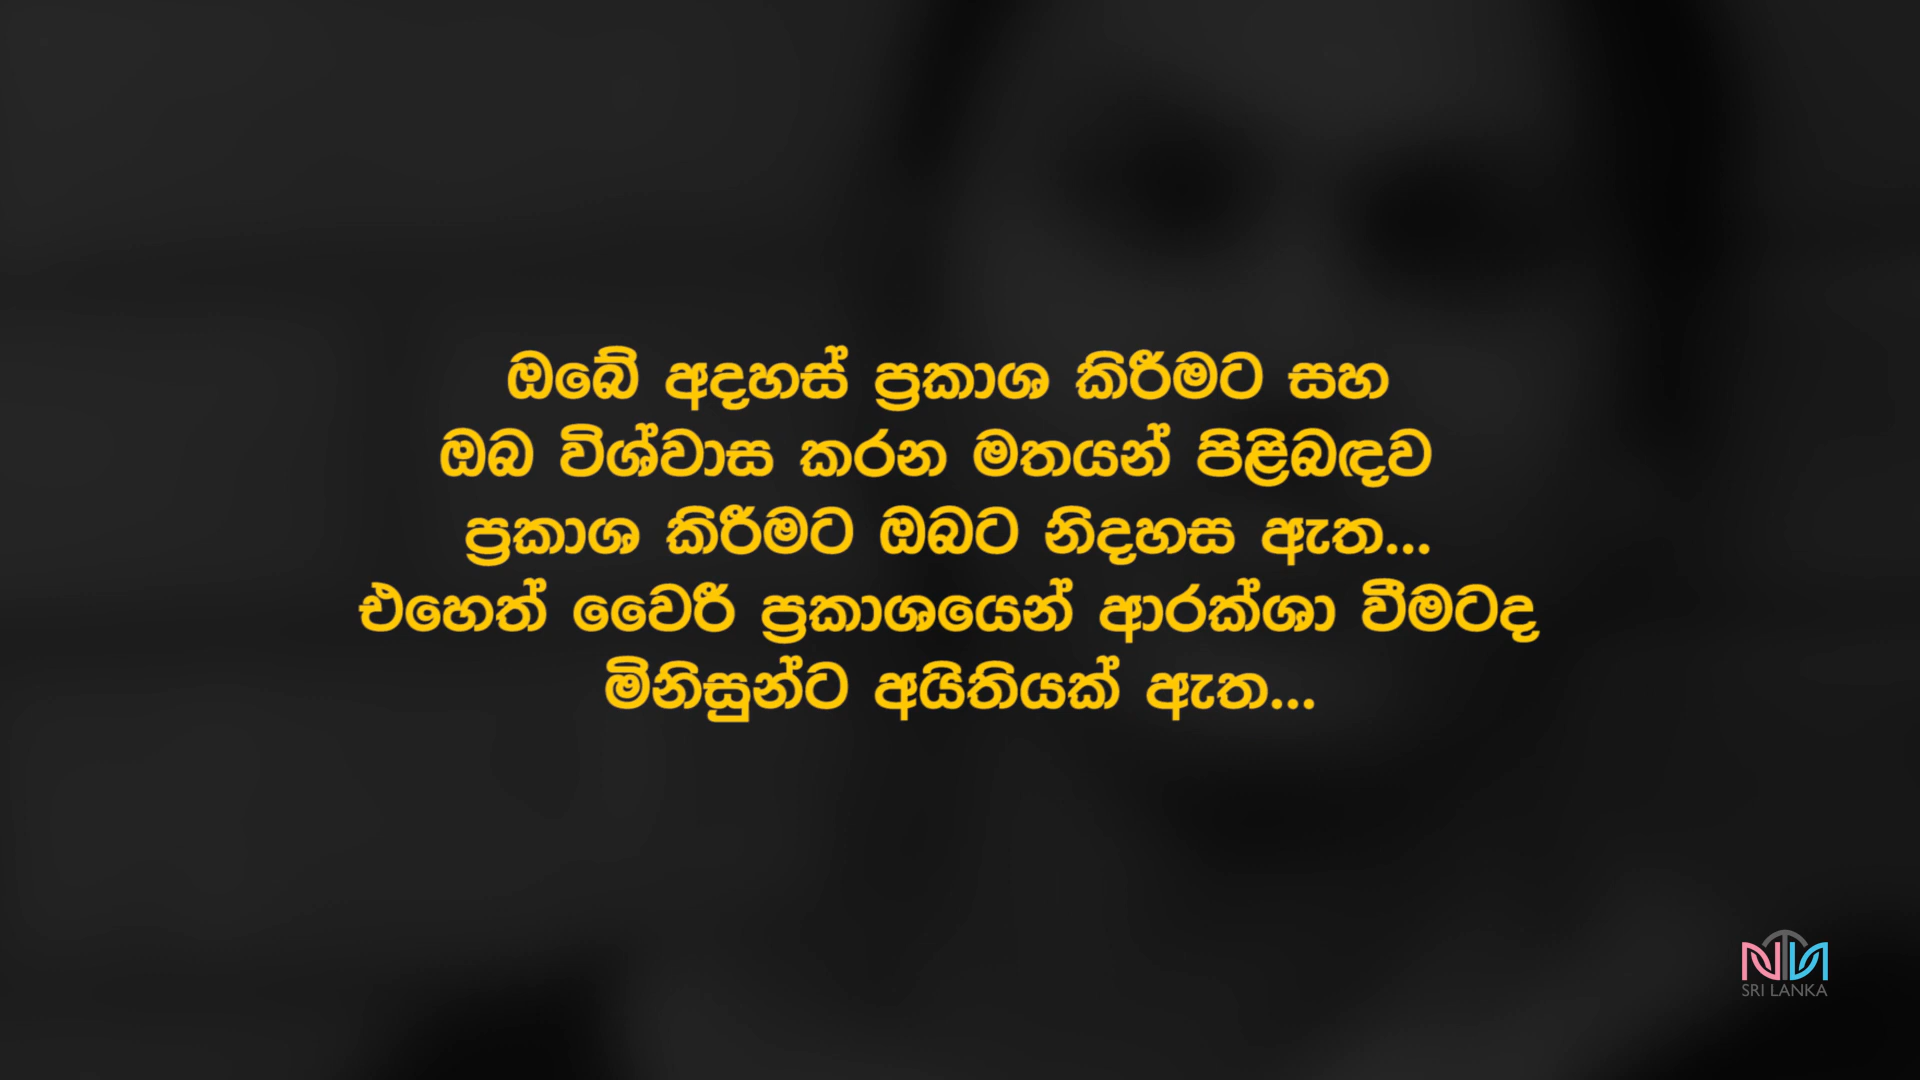 ඔබේ අදහස් ප්‍රකාශ කිරීමට සහ
ඔබ විශ්වාස කරන මතයන් පිළිබඳව
ප්‍රකාශ කිරීමට ඔබට නිදහස ඇත...
එහෙත් වෛරී ප්‍රකාශයෙන් ආරක්ශා වීමටද
මිනිසුන්ට අයිතියක් ඇත...
SRI LANKA